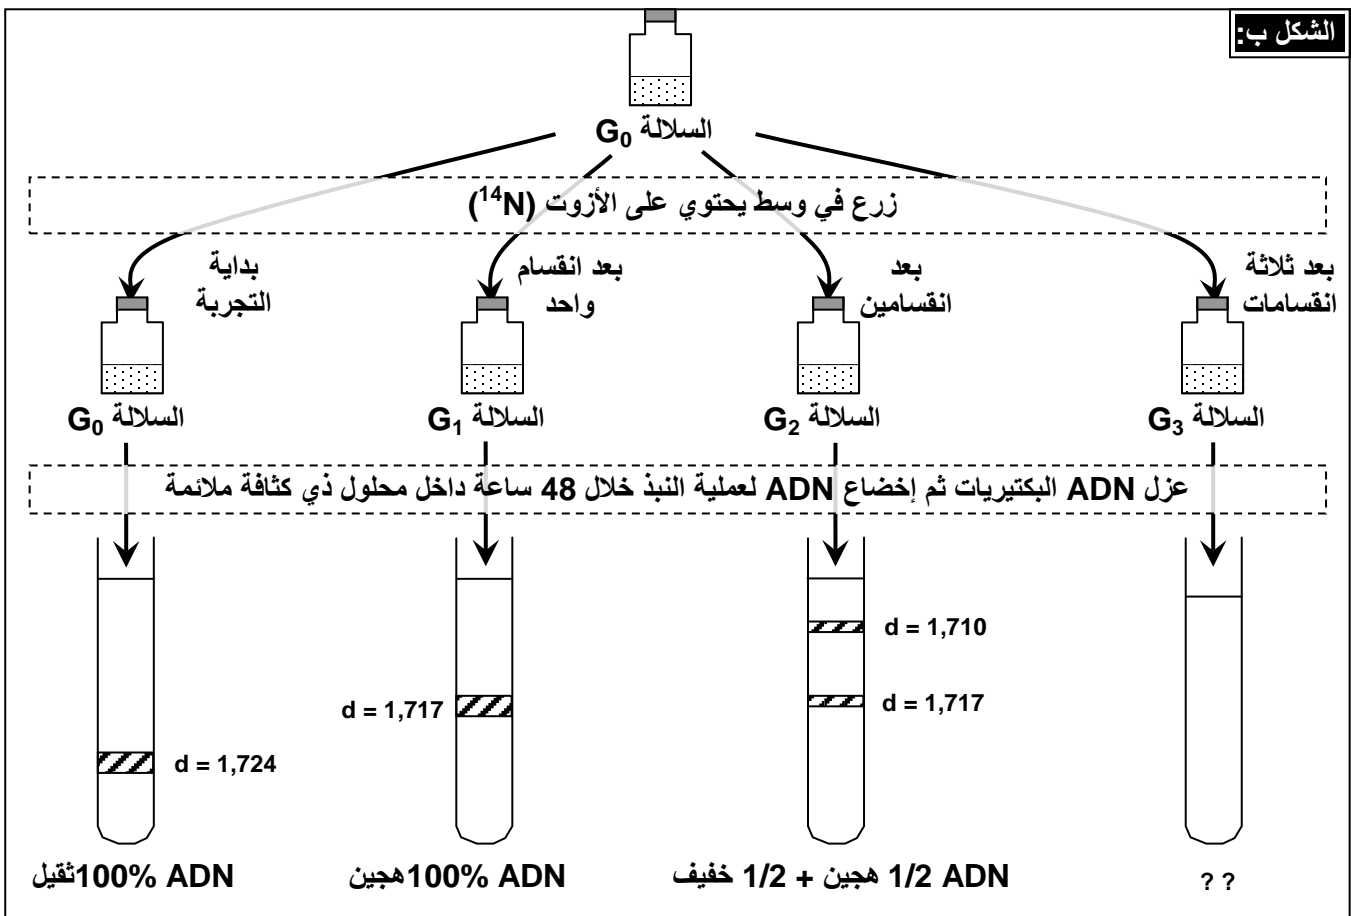 الشكل ب:
السلالة G₀
زرع في وسط يحتوي على الأزوت (¹⁴N)
بداية
التجربة
بعد انقسام
واحد
بعد
انقسامين
بعد ثلاثة
انقسامات
السلالة G₀
السلالة G₁
السلالة G₂
السلالة G₃
عزل ADN البكتيريات ثم إخضاع ADN لعملية النبذ خلال 48 ساعة داخل محلول ذي كثافة ملائمة
d = 1,724
d = 1,717
d = 1,710
d = 1,717
100% ADN ثقيل
100% ADN هجين
ADN 1/2 هجين + 1/2 خفيف
? ?